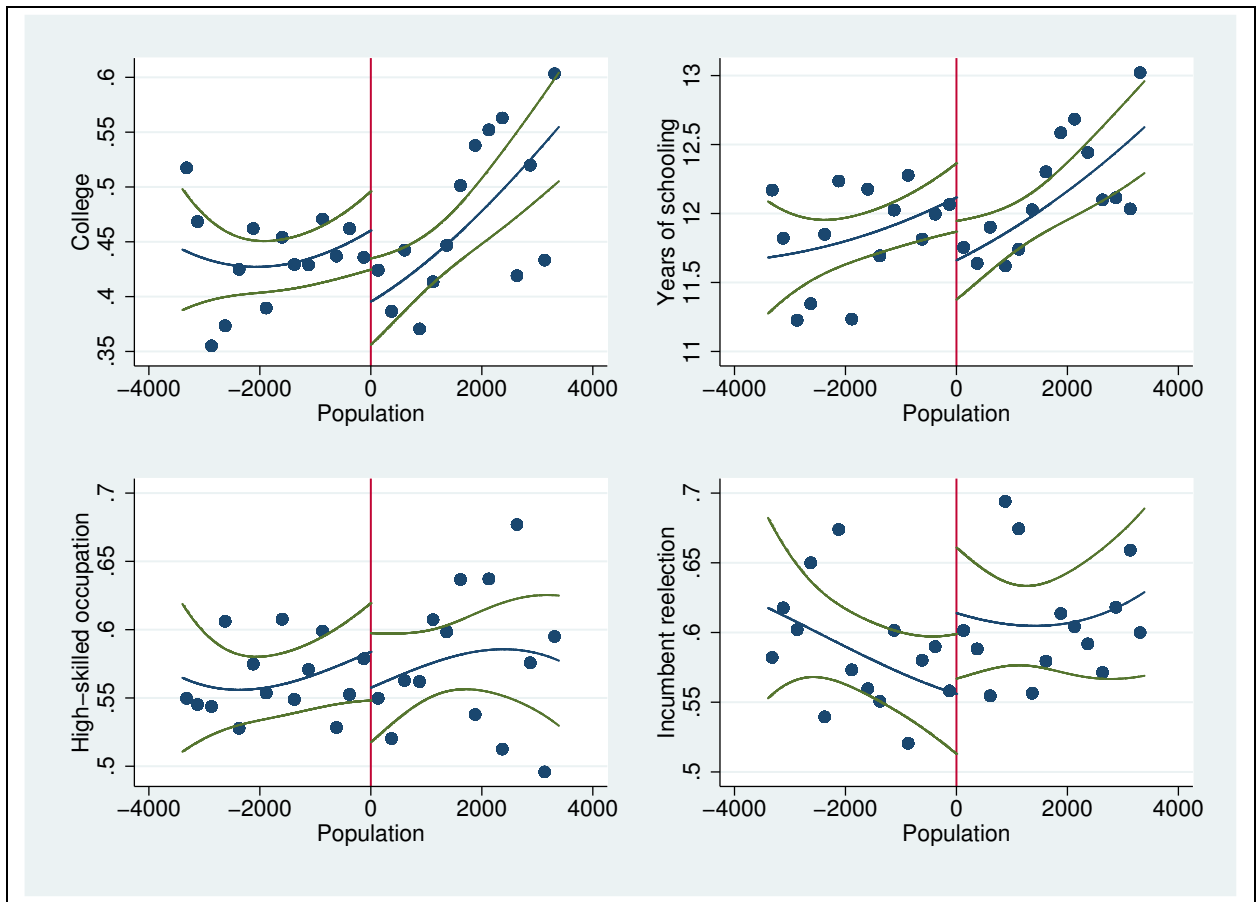 College
.35 .4 .45 .5 .55 .6
−4000 −2000 0 2000 4000
Population
Years of schooling
11 11.5 12 12.5 13
−4000 −2000 0 2000 4000
Population
High−skilled occupation
.5 .55 .6 .65 .7
−4000 −2000 0 2000 4000
Population
Incumbent reelection
.5 .55 .6 .65 .7
−4000 −2000 0 2000 4000
Population